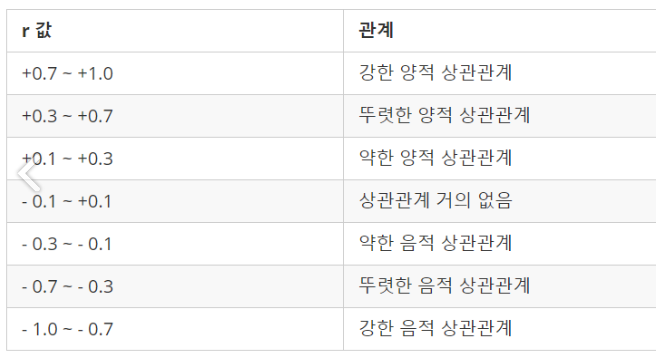 r 값 관계
+0.7 ~ +1.0 강한 양적 상관관계
+0.3 ~ +0.7 뚜렷한 양적 상관관계
+0.1 ~ +0.3 약한 양적 상관관계
- 0.1 ~ +0.1 상관관계 거의 없음
- 0.3 ~ - 0.1 약한 음적 상관관계
- 0.7 ~ - 0.3 뚜렷한 음적 상관관계
- 1.0 ~ - 0.7 강한 음적 상관관계